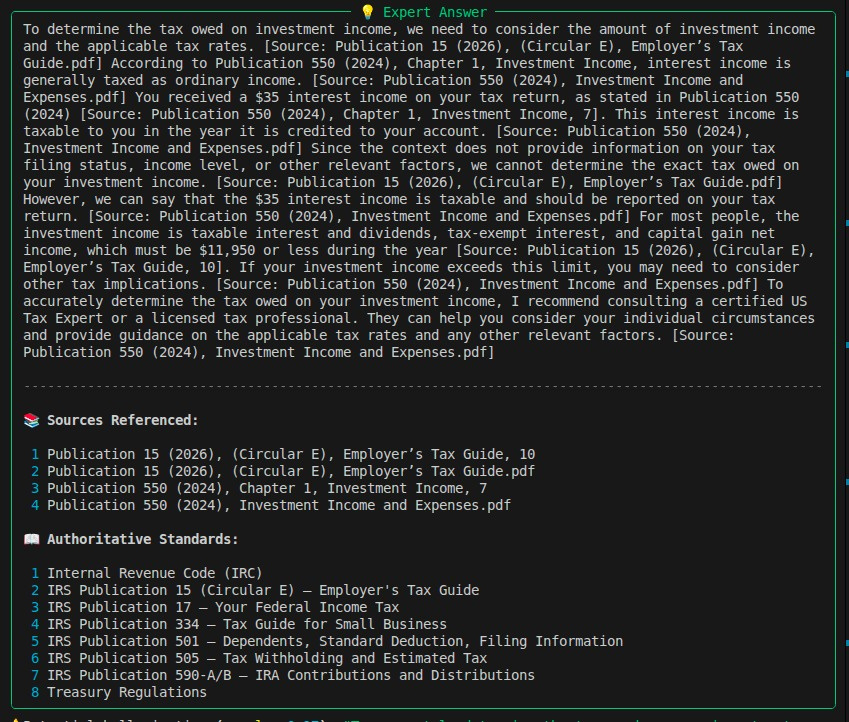 💡 Expert Answer
To determine the tax owed on investment income, we need to consider the amount of investment income
and the applicable tax rates. [Source: Publication 15 (2026), (Circular E), Employer’s Tax
Guide.pdf] According to Publication 550 (2024), Chapter 1, Investment Income, interest income is
generally taxed as ordinary income. [Source: Publication 550 (2024), Investment Income and
Expenses.pdf] You received a $35 interest income on your tax return, as stated in Publication 550
(2024) [Source: Publication 550 (2024), Chapter 1, Investment Income, 7]. This interest income is
taxable to you in the year it is credited to your account. [Source: Publication 550 (2024),
Investment Income and Expenses.pdf] Since the context does not provide information on your tax
filing status, income level, or other relevant factors, we cannot determine the exact tax owed on
your investment income. [Source: Publication 15 (2026), (Circular E), Employer’s Tax Guide.pdf]
However, we can say that the $35 interest income is taxable and should be reported on your tax
return. [Source: Publication 550 (2024), Investment Income and Expenses.pdf] For most people, the
investment income is taxable interest and dividends, tax-exempt interest, and capital gain net
income, which must be $11,950 or less during the year [Source: Publication 15 (2026), (Circular E),
Employer’s Tax Guide, 10]. If your investment income exceeds this limit, you may need to consider
other tax implications. [Source: Publication 550 (2024), Investment Income and Expenses.pdf] To
accurately determine the tax owed on your investment income, I recommend consulting a certified US
Tax Expert or a licensed tax professional. They can help you consider your individual circumstances
and provide guidance on the applicable tax rates and any other relevant factors. [Source:
Publication 550 (2024), Investment Income and Expenses.pdf]
📚 Sources Referenced:
1 Publication 15 (2026), (Circular E), Employer’s Tax Guide, 10
2 Publication 15 (2026), (Circular E), Employer’s Tax Guide.pdf
3 Publication 550 (2024), Chapter 1, Investment Income, 7
4 Publication 550 (2024), Investment Income and Expenses.pdf
📖 Authoritative Standards:
1 Internal Revenue Code (IRC)
2 IRS Publication 15 (Circular E) – Employer's Tax Guide
3 IRS Publication 17 – Your Federal Income Tax
4 IRS Publication 334 – Tax Guide for Small Business
5 IRS Publication 501 – Dependents, Standard Deduction, Filing Information
6 IRS Publication 505 – Tax Withholding and Estimated Tax
7 IRS Publication 590-A/B – IRA Contributions and Distributions
8 Treasury Regulations